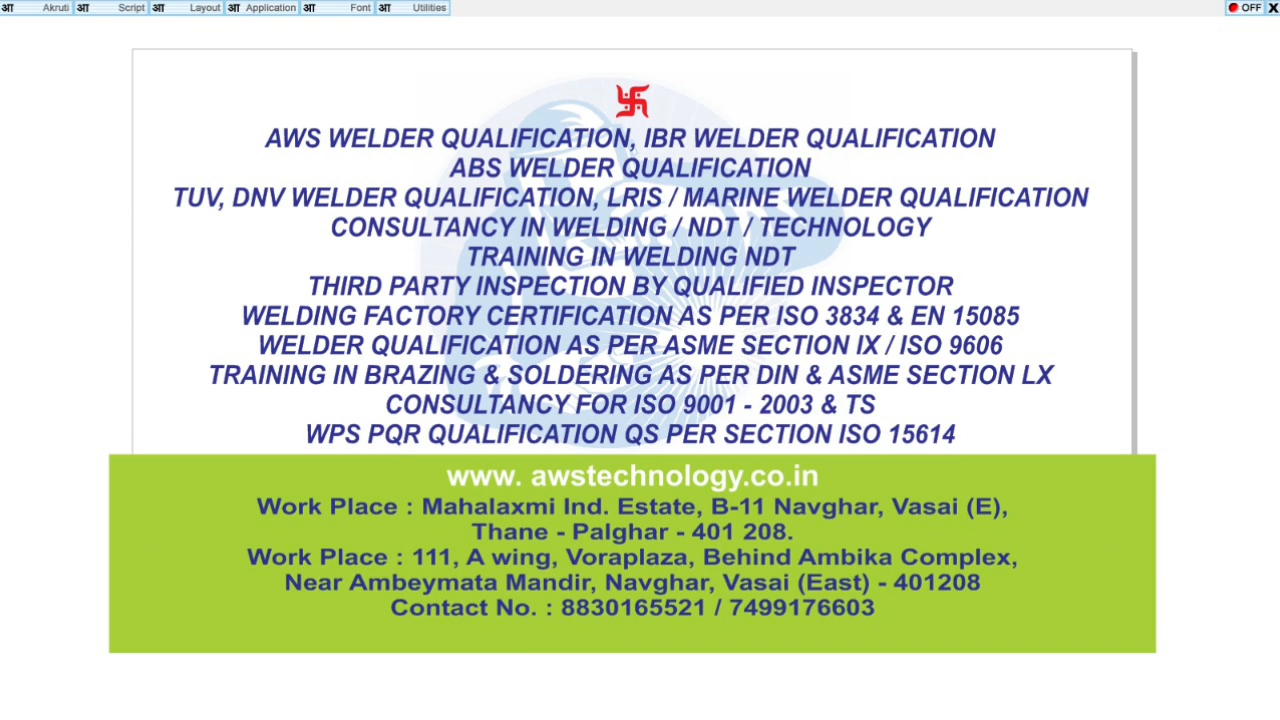 आ Akruti आ Script आ Layout आ Application आ Font आ Utilities OFF X
AWS WELDER QUALIFICATION, IBR WELDER QUALIFICATION
ABS WELDER QUALIFICATION
TUV, DNV WELDER QUALIFICATION, LRIS / MARINE WELDER QUALIFICATION
CONSULTANCY IN WELDING / NDT / TECHNOLOGY
TRAINING IN WELDING NDT
THIRD PARTY INSPECTION BY QUALIFIED INSPECTOR
WELDING FACTORY CERTIFICATION AS PER ISO 3834 & EN 15085
WELDER QUALIFICATION AS PER ASME SECTION IX / ISO 9606
TRAINING IN BRAZING & SOLDERING AS PER DIN & ASME SECTION LX
CONSULTANCY FOR ISO 9001 - 2003 & TS
WPS PQR QUALIFICATION QS PER SECTION ISO 15614
www. awstechnology.co.in
Work Place : Mahalaxmi Ind. Estate, B-11 Navghar, Vasai (E),
Thane - Palghar - 401 208.
Work Place : 111, A wing, Voraplaza, Behind Ambika Complex,
Near Ambeymata Mandir, Navghar, Vasai (East) - 401208
Contact No. : 8830165521 / 7499176603